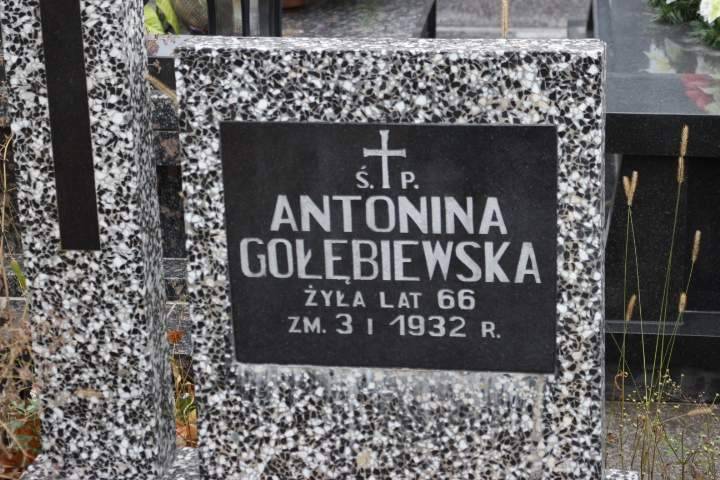 Ś. P.
ANTONINA
GOŁĘBIEWSKA
ŻYŁA LAT 66
ZM. 3 I 1932 R.